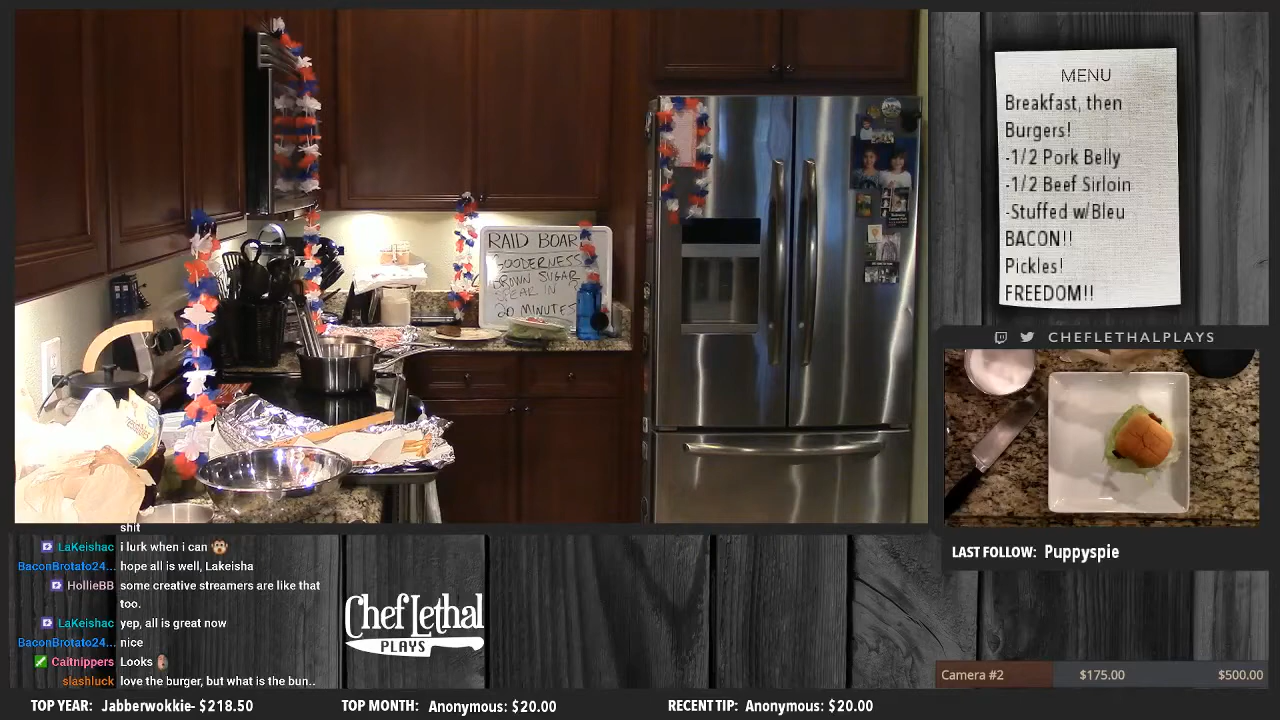 MENU
Breakfast, then
Burgers!
-1/2 Pork Belly
-1/2 Beef Sirloin
-Stuffed w/Bleu
BACON!!
Pickles!
FREEDOM!!
RAID BOARD
GOODERNESS
BROWN SUGAR
SPEAR IN
20 MINUTES
CHEFLETHALPLAYS
LAST FOLLOW: Puppyspie
shit
LaKeishac i lurk when i can
BaconBrotato24... hope all is well, Lakeisha
HollieBB some creative streamers are like that
too.
LaKeishac yep, all is great now
BaconBrotato24... nice
Caitnippers Looks
slashluck love the burger, but what is the bun..
Chef Lethal
PLAYS
Camera #2 $175.00 $500.00
TOP YEAR: Jabberwokkie- $218.50 TOP MONTH: Anonymous: $20.00 RECENT TIP: Anonymous: $20.00